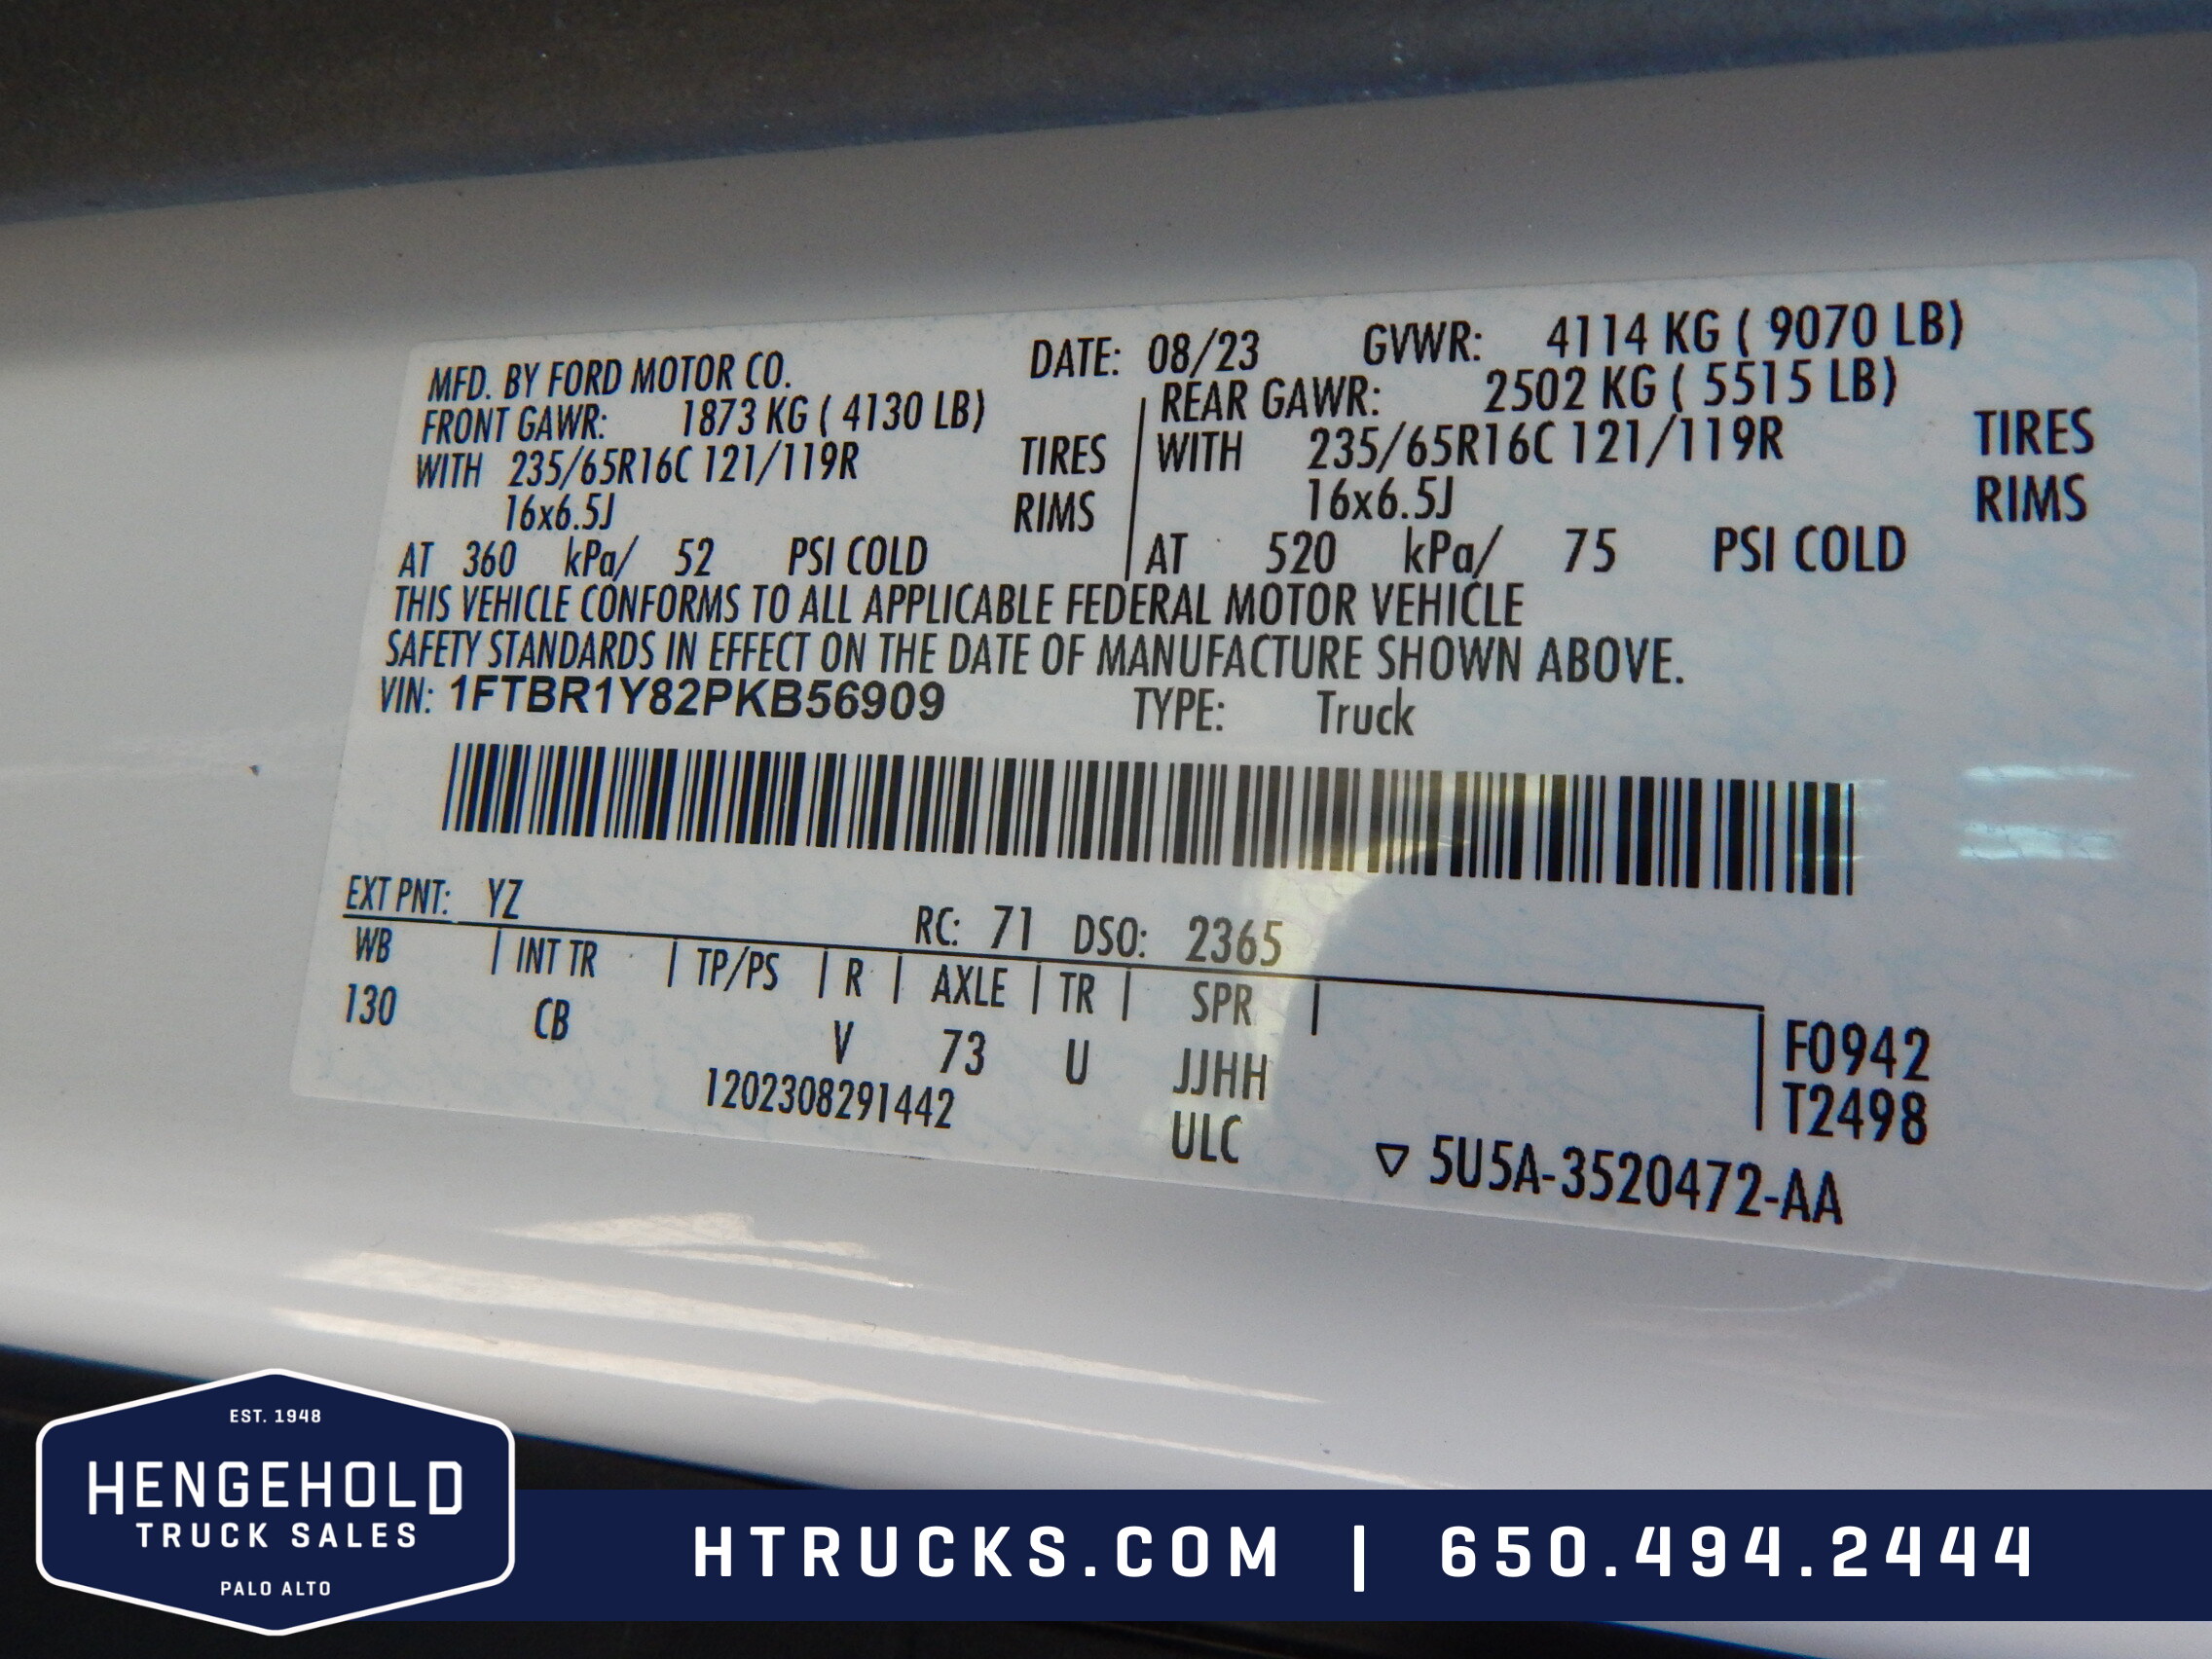 MFD. BY FORD MOTOR CO. DATE: 08/23 GVWR: 4114 KG ( 9070 LB)
FRONT GAWR: 1873 KG ( 4130 LB) REAR GAWR: 2502 KG ( 5515 LB)
WITH 235/65R16C 121/119R TIRES WITH 235/65R16C 121/119R TIRES
16x6.5J RIMS 16x6.5J RIMS
AT 360 kPa/ 52 PSI COLD AT 520 kPa/ 75 PSI COLD
THIS VEHICLE CONFORMS TO ALL APPLICABLE FEDERAL MOTOR VEHICLE
SAFETY STANDARDS IN EFFECT ON THE DATE OF MANUFACTURE SHOWN ABOVE.
VIN: 1FTBR1Y82PKB56909 TYPE: Truck
EXT PNT: YZ RC: 71 DSO: 2365
WB | INT TR | TP/PS | R | AXLE | TR | SPR |
130 CB V 73 U JJHH F0942
1202308291442 ULC T2498
▽ 5U5A-3520472-AA
EST. 1948
HENGEHOLD
TRUCK SALES
PALO ALTO
HTRUCKS.COM | 650.494.2444